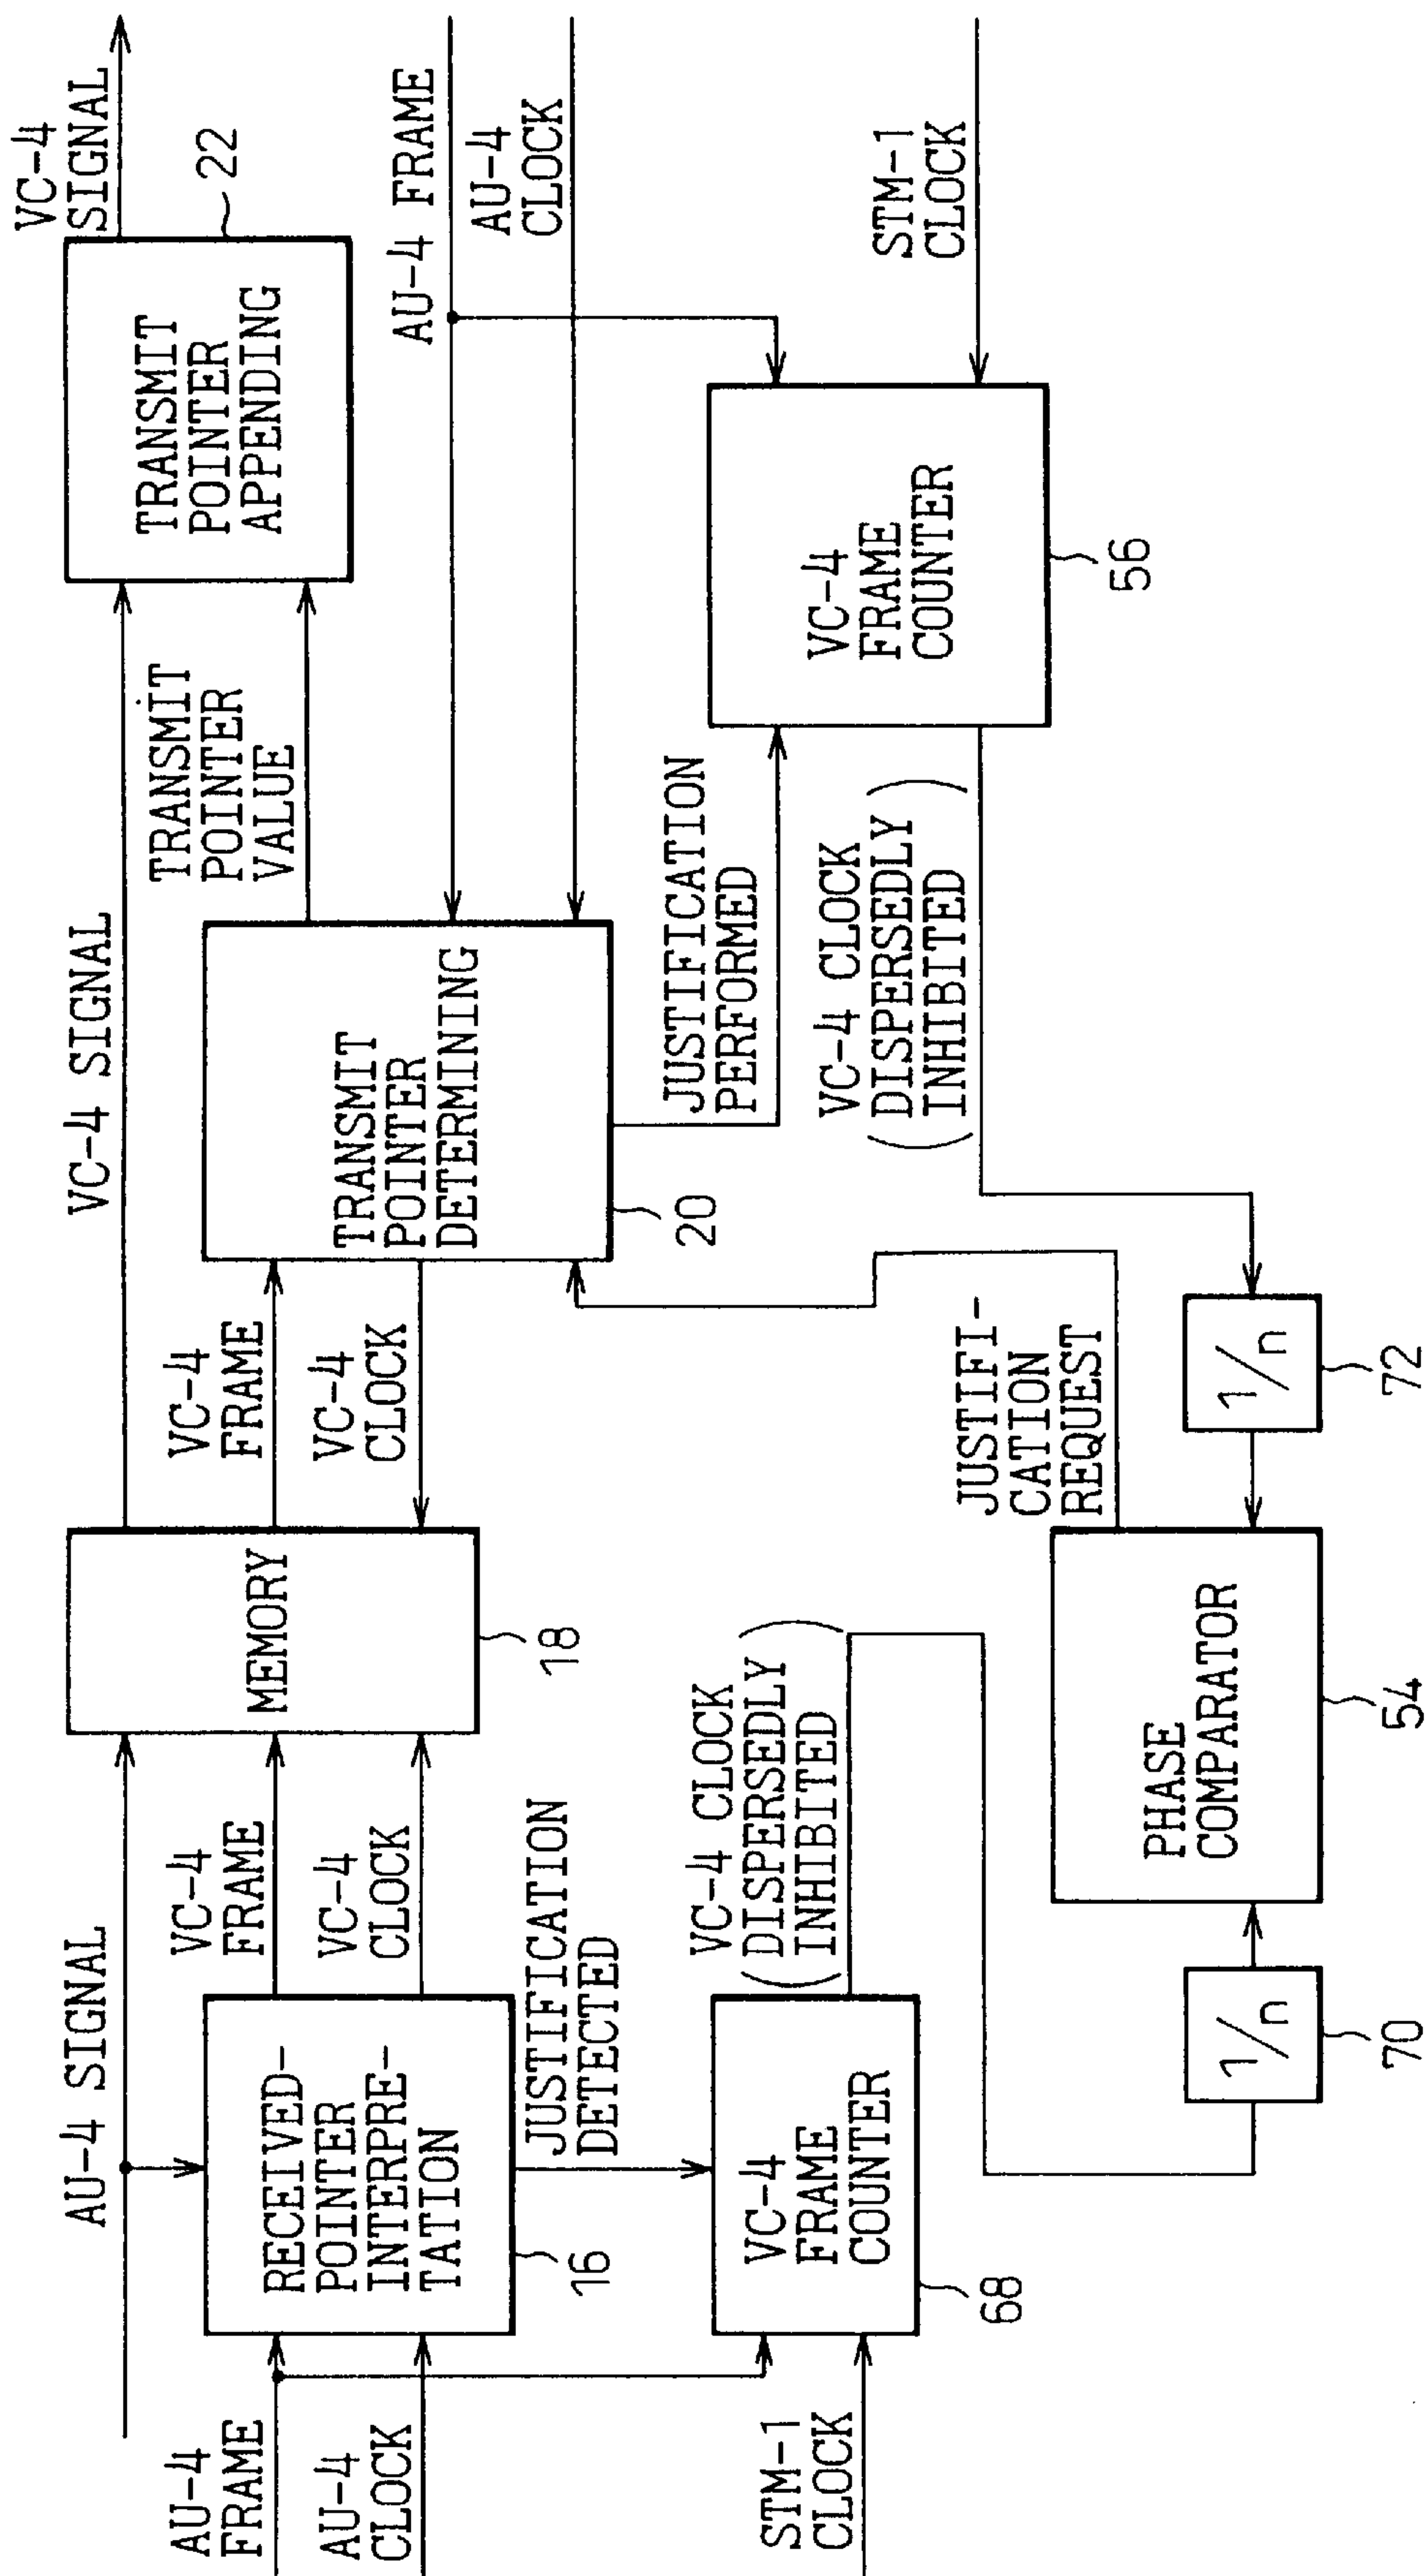 AU-4 SIGNAL
AU-4
FRAME
AU-4
CLOCK
STM-1
CLOCK
RECEIVED-
POINTER
INTERPRE-
TATION
16
VC-4
FRAME
VC-4
CLOCK
JUSTIFICATION
DETECTED
VC-4
FRAME
COUNTER
68
VC-4 CLOCK
(DISPERSEDLY
INHIBITED)
1/n
70
MEMORY
18
PHASE
COMPARATOR
54
VC-4 SIGNAL
VC-4
FRAME
VC-4
CLOCK
JUSTIFI-
CATION
REQUEST
1/n
72
TRANSMIT
POINTER
DETERMINING
20
TRANSMIT
POINTER
VALUE
JUSTIFICATION
PERFORMED
VC-4 CLOCK
(DISPERSEDLY
INHIBITED)
TRANSMIT
POINTER
APPENDING
22
VC-4
FRAME
COUNTER
56
VC-4
SIGNAL
AU-4 FRAME
AU-4
CLOCK
STM-1
CLOCK